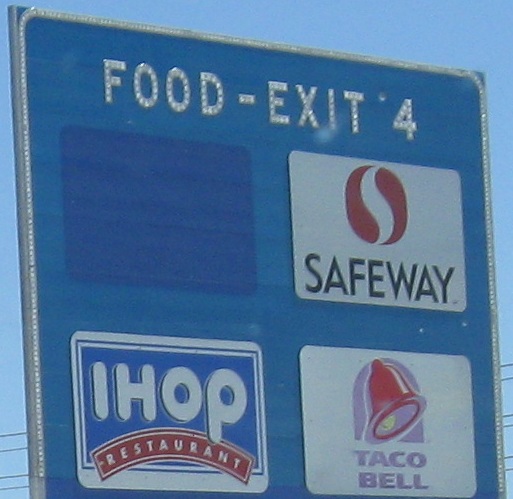 FOOD - EXIT 4
SAFEWAY
IHOP
RESTAURANT
TACO
BELL